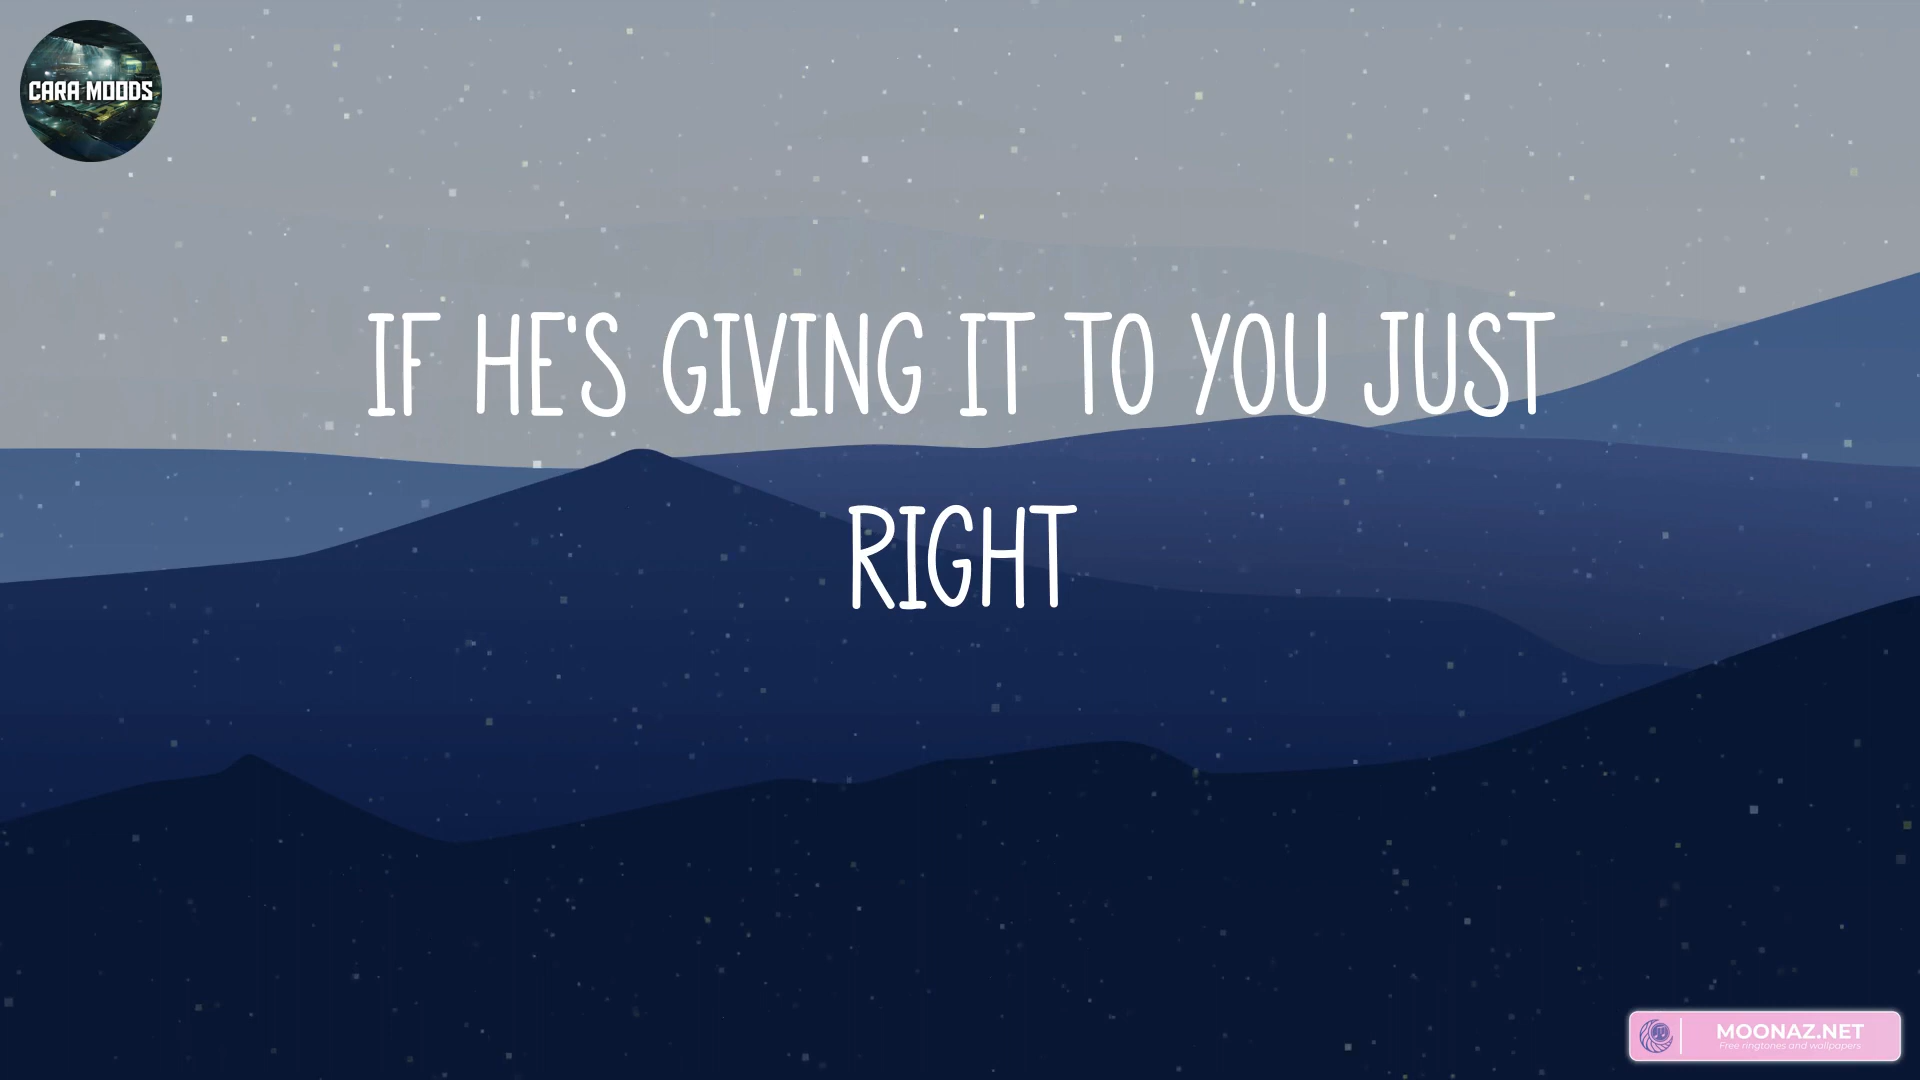 CARA MOODS
IF HE'S GIVING IT TO YOU JUST
RIGHT
MOONAZ.NET
Free ringtones and wallpapers